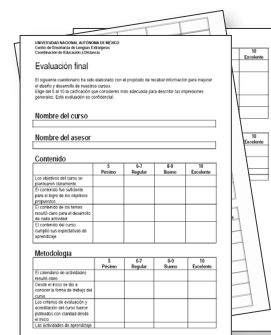 UNIVERSIDAD NACIONAL AUTÓNOMA DE MÉXICO
Centro de Enseñanza de Lenguas Extranjeras
Coordinación de Educación a Distancia
Evaluación final
El siguiente cuestionario ha sido elaborado con el propósito de recabar información para mejorar
el diseño y desarrollo de nuestros cursos.
Elige del 5 al 10 la calificación que consideres más adecuada para describir tus impresiones
generales. Esta evaluación es confidencial.
Nombre del curso
Nombre del asesor
Contenido
5 6-7 8-9 10
Pésimo Regular Bueno Excelente
Los objetivos del curso se
plantearon claramente
El contenido fue suficiente
para el logro de los objetivos
propuestos
El contenido de los temas
resultó claro para el desarrollo
de cada actividad
El contenido del curso
cumplió sus expectativas de
aprendizaje
Metodología
5 6-7 8-9 10
Pésimo Regular Bueno Excelente
El calendario de actividades
resultó claro
Desde el inicio se dio a
conocer la forma de trabajo del
curso
Los criterios de evaluación y
acreditación del curso fueron
planteados con claridad desde
el inicio
Las actividades de aprendizaje
10
Excelente
10
Excelente